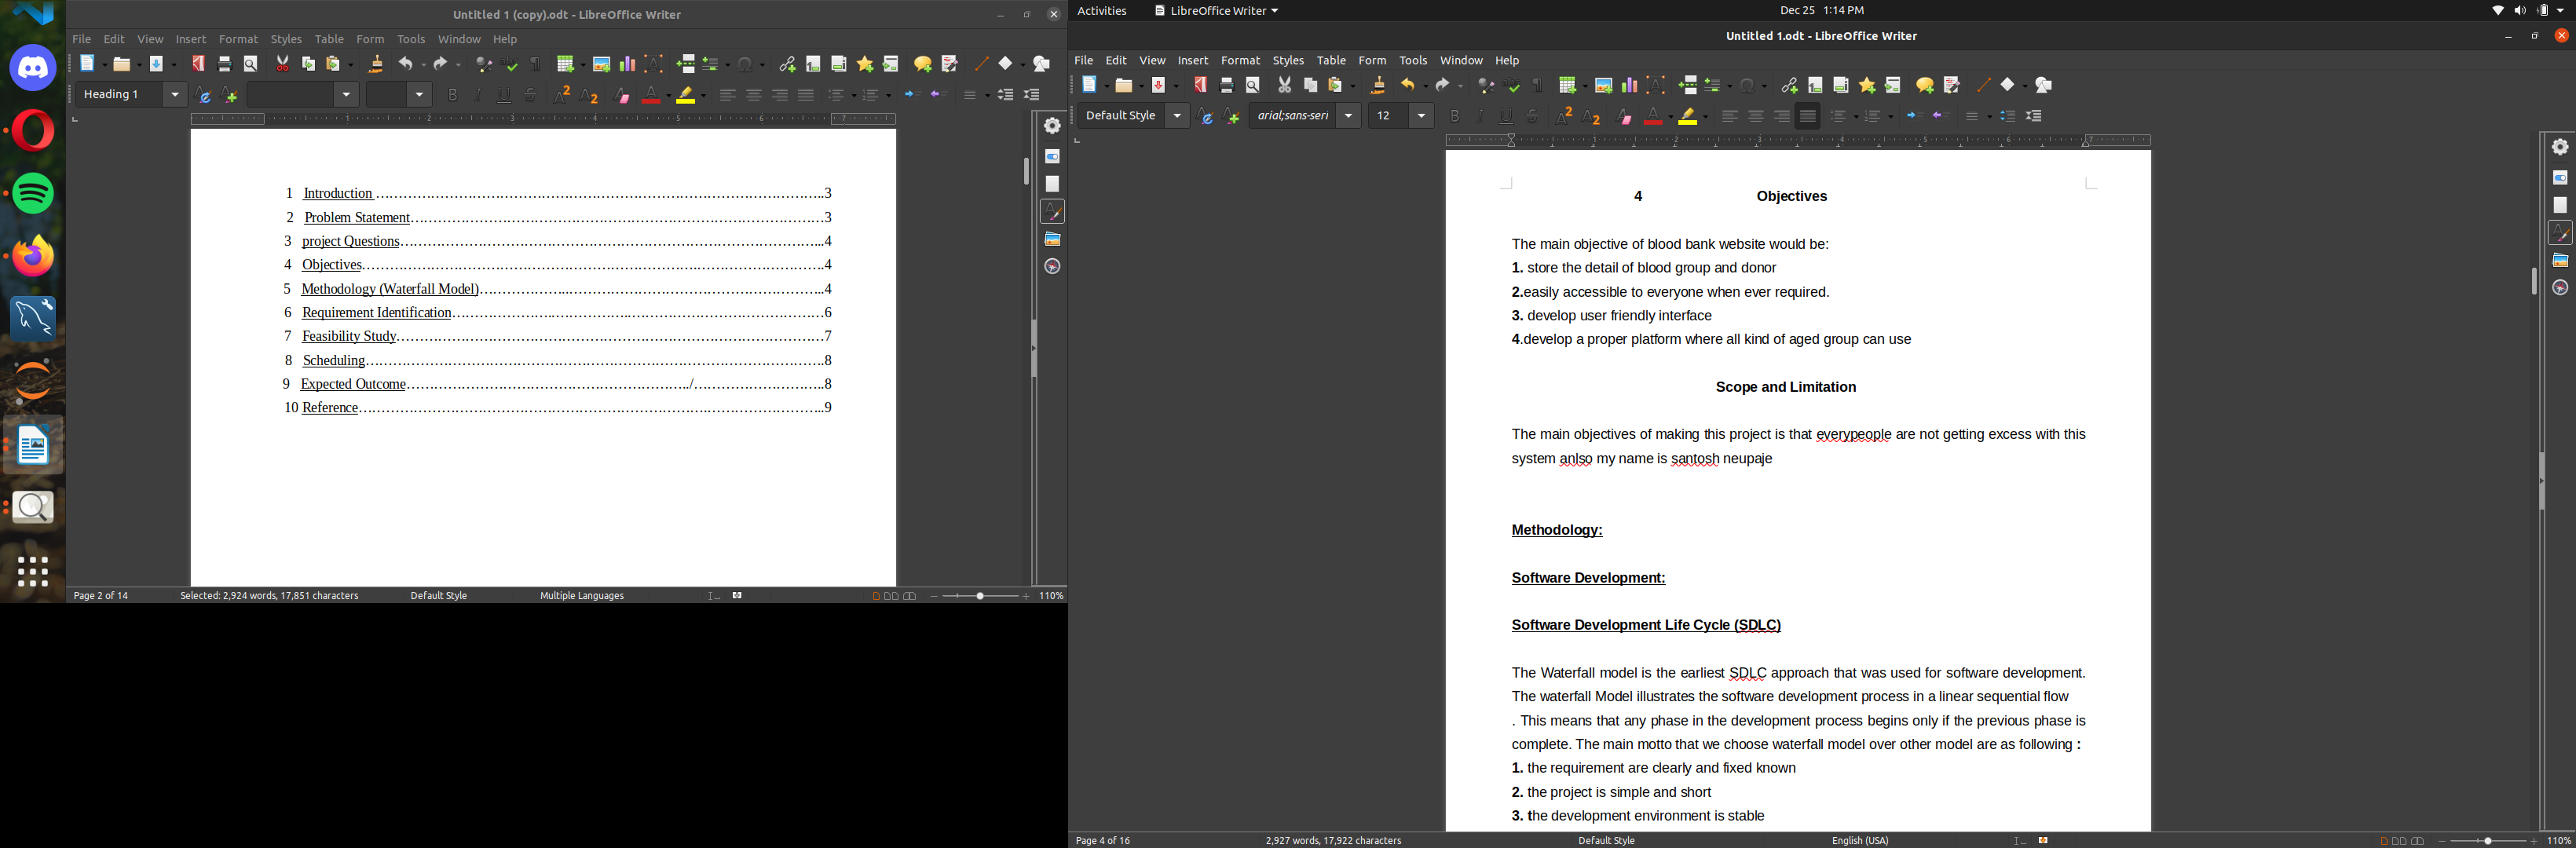 Untitled 1 (copy).odt - LibreOffice Writer
File Edit View Insert Format Styles Table Form Tools Window Help
Heading 1
1 2 3 4 5 6 7
1 Introduction ……………………………………………………………………………………..3
2 Problem Statement………………………………………………………………………………3
3 project Questions………………………………………………………………………………...4
4 Objectives……………………………………………………………………………………….4
5 Methodology (Waterfall Model)………………...………………………………………………..4
6 Requirement Identification………………….……………………………………………………6
7 Feasibility Study…………………………………………………………………………………7
8 Scheduling………………………………………………………………………………………..8
9 Expected Outcome……………………………………………………../………………………..8
10 Reference………………………………………………………………………………………..9
Page 2 of 14 Selected: 2,924 words, 17,851 characters Default Style Multiple Languages 110%
Activities LibreOffice Writer Dec 25 1:14 PM
Untitled 1.odt - LibreOffice Writer
File Edit View Insert Format Styles Table Form Tools Window Help
Default Style arial;sans-seri 12
1 2 3 4 5 6 7
4 Objectives
The main objective of blood bank website would be:
1. store the detail of blood group and donor
2.easily accessible to everyone when ever required.
3. develop user friendly interface
4.develop a proper platform where all kind of aged group can use
Scope and Limitation
The main objectives of making this project is that everypeople are not getting excess with this
system anlso my name is santosh neupaje
Methodology:
Software Development:
Software Development Life Cycle (SDLC)
The Waterfall model is the earliest SDLC approach that was used for software development.
The waterfall Model illustrates the software development process in a linear sequential flow
. This means that any phase in the development process begins only if the previous phase is
complete. The main motto that we choose waterfall model over other model are as following :
1. the requirement are clearly and fixed known
2. the project is simple and short
3. the development environment is stable
Page 4 of 16 2,927 words, 17,922 characters Default Style English (USA) 110%